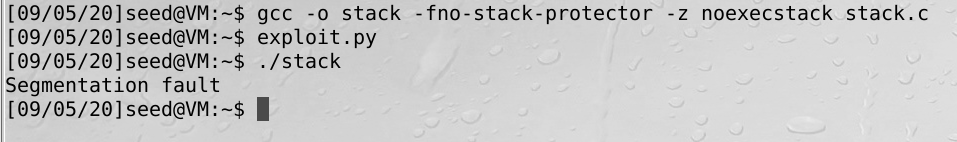 [09/05/20]seed@VM:~$ gcc -o stack -fno-stack-protector -z noexecstack stack.c
[09/05/20]seed@VM:~$ exploit.py
[09/05/20]seed@VM:~$ ./stack
Segmentation fault
[09/05/20]seed@VM:~$